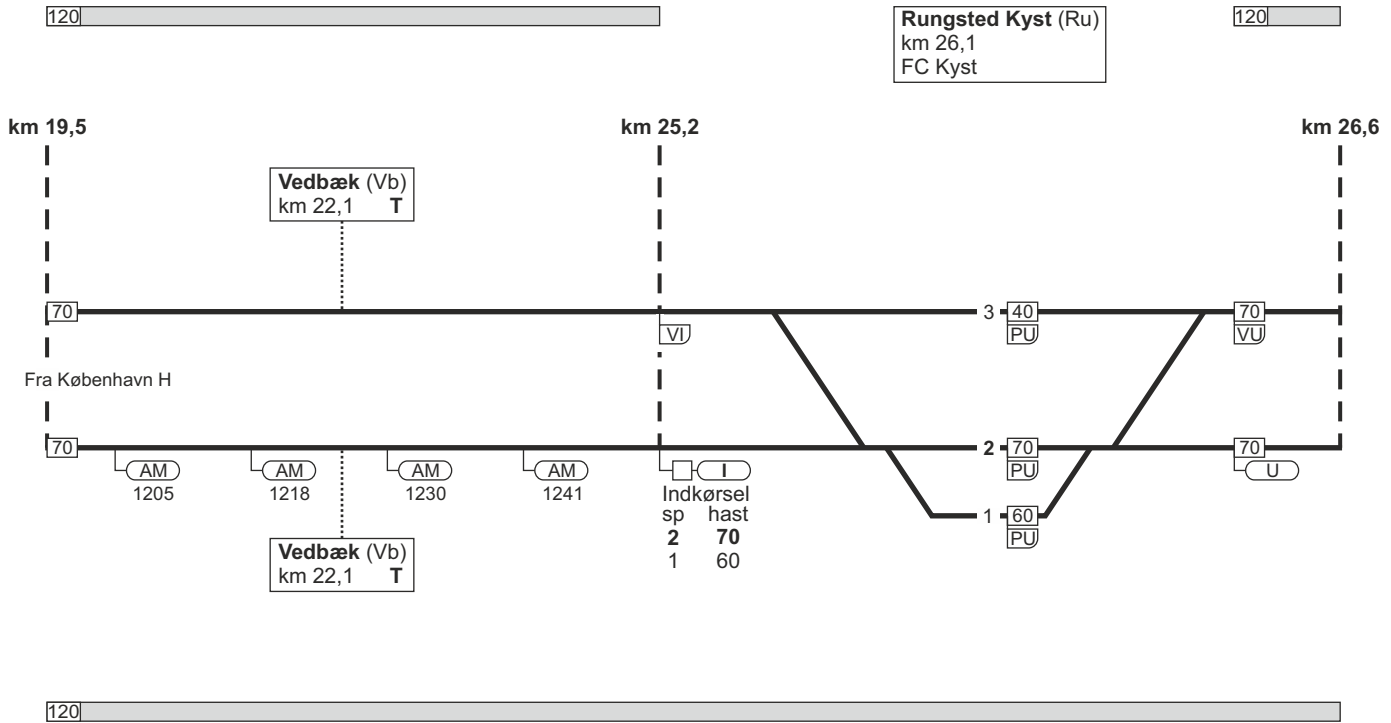 120
Rungsted Kyst (Ru)
km 26,1
FC Kyst
120
km 19,5
km 25,2
km 26,6
Vedbæk (Vb)
km 22,1 T
70
3
40
70
VI
PU
VU
Fra København H
70
2
70
70
AM
AM
AM
AM
I
PU
U
1205
1218
1230
1241
Indkørsel
sp hast
2 70
1 60
1
60
PU
Vedbæk (Vb)
km 22,1 T
120